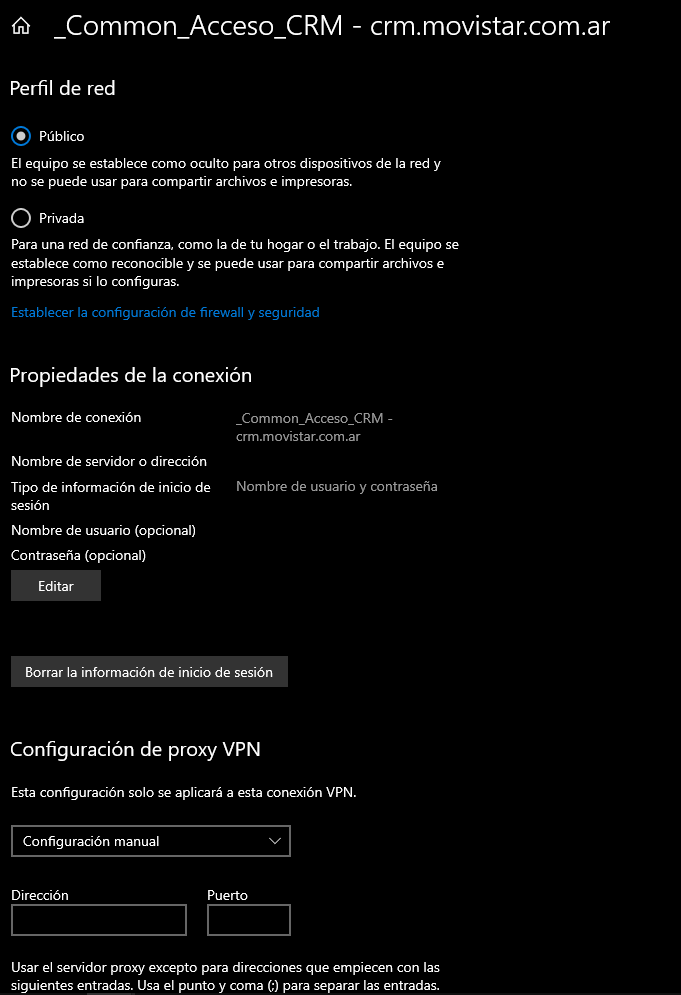 _Common_Acceso_CRM - crm.movistar.com.ar
Perfil de red
Público
El equipo se establece como oculto para otros dispositivos de la red y
no se puede usar para compartir archivos e impresoras.
Privada
Para una red de confianza, como la de tu hogar o el trabajo. El equipo se
establece como reconocible y se puede usar para compartir archivos e
impresoras si lo configuras.
Establecer la configuración de firewall y seguridad
Propiedades de la conexión
Nombre de conexión
_Common_Acceso_CRM -
crm.movistar.com.ar
Nombre de servidor o dirección
Tipo de información de inicio de
sesión
Nombre de usuario y contraseña
Nombre de usuario (opcional)
Contraseña (opcional)
Editar
Borrar la información de inicio de sesión
Configuración de proxy VPN
Esta configuración solo se aplicará a esta conexión VPN.
Configuración manual
Dirección
Puerto
Usar el servidor proxy excepto para direcciones que empiecen con las
siguientes entradas. Usa el punto y coma (;) para separar las entradas.